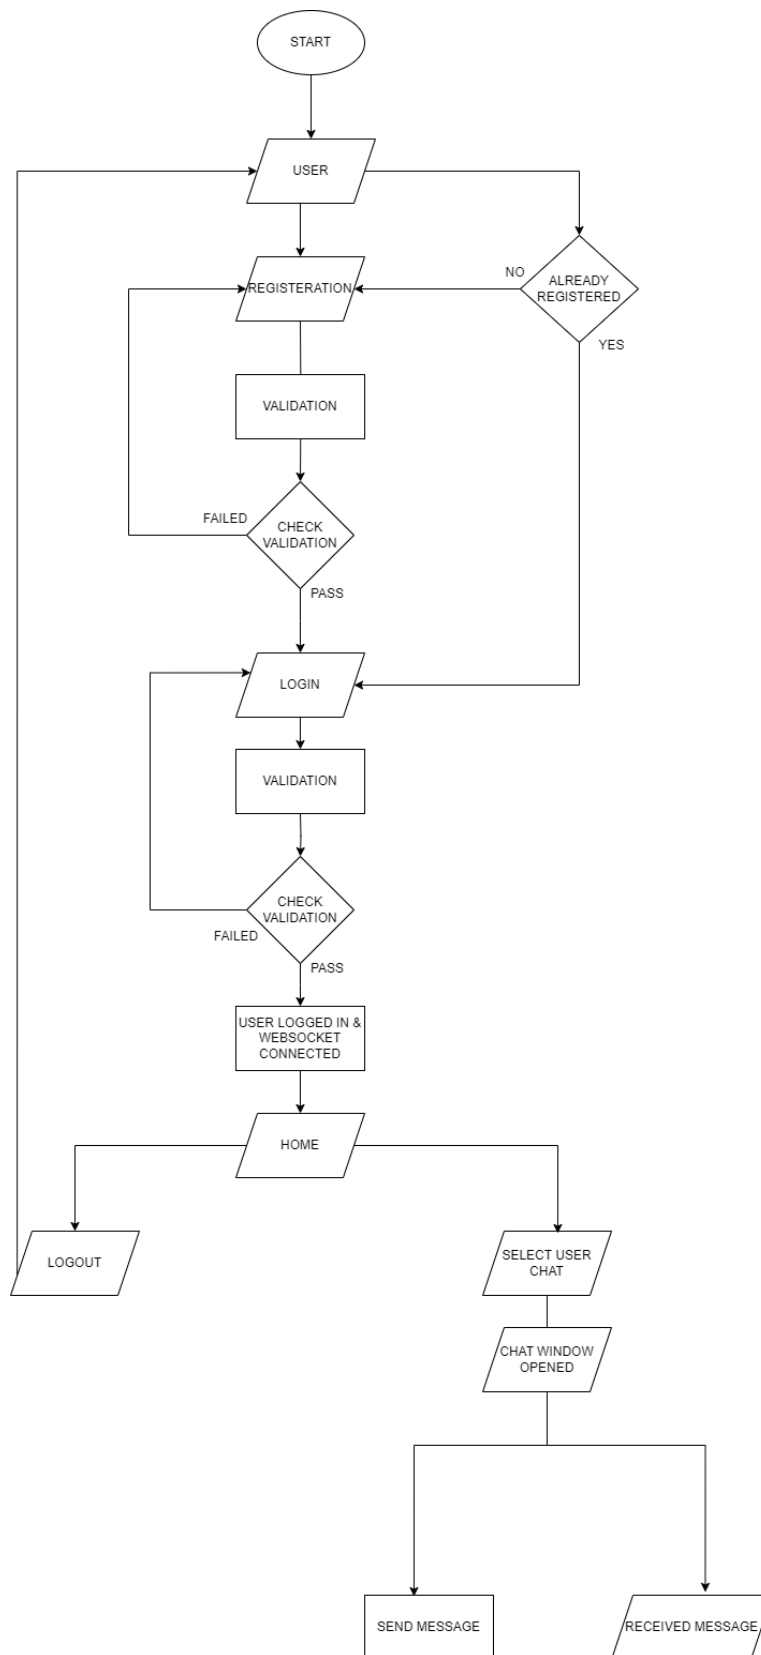 START
USER
ALREADY
REGISTERED
NO
REGISTERATION
YES
VALIDATION
FAILED
CHECK
VALIDATION
PASS
LOGIN
VALIDATION
CHECK
VALIDATION
FAILED
PASS
USER LOGGED IN &
WEBSOCKET
CONNECTED
HOME
LOGOUT
SELECT USER
CHAT
CHAT WINDOW
OPENED
SEND MESSAGE
RECEIVED MESSAGE